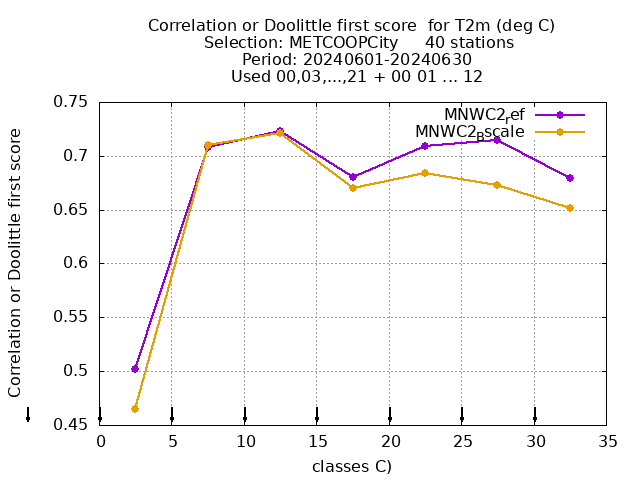 Correlation or Doolittle first score  for T2m (deg C)
Selection: METCOOPCity     40 stations
Period: 20240601-20240630
Used 00,03,...,21 + 00 01 ... 12
Correlation or Doolittle first score
0.75
0.7
0.65
0.6
0.55
0.5
0.45
MNWC2ref
MNWC2Bscale
0 5 10 15 20 25 30 35
classes C)